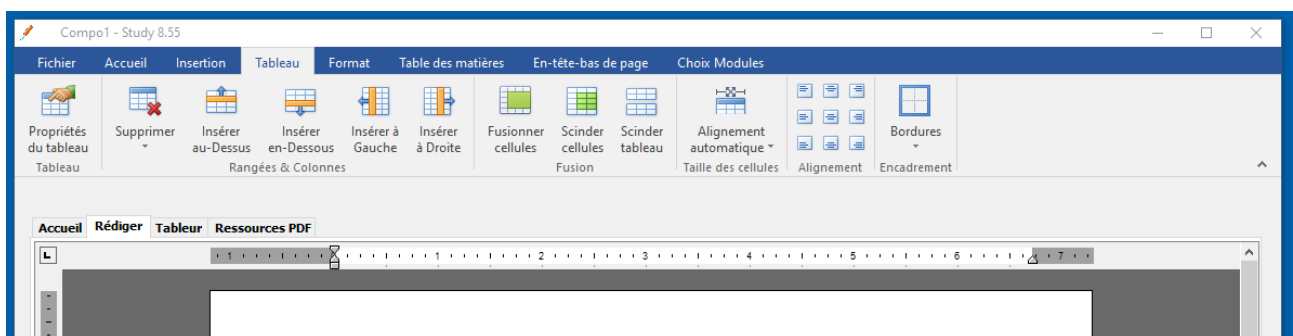 Compo1 - Study 8.55
Fichier Accueil Insertion Tableau Format Table des matières En-tête-bas de page Choix Modules
Propriétés Supprimer Insérer Insérer Insérer à Insérer Fusionner Scinder Scinder Alignement Bordures
du tableau au-Dessus en-Dessous Gauche à Droite cellules cellules tableau automatique
Tableau Rangées & Colonnes Fusion Taille des cellules Alignement Encadrement
Accueil Rédiger Tableur Ressources PDF
L 1 1 2 3 4 5 6 7